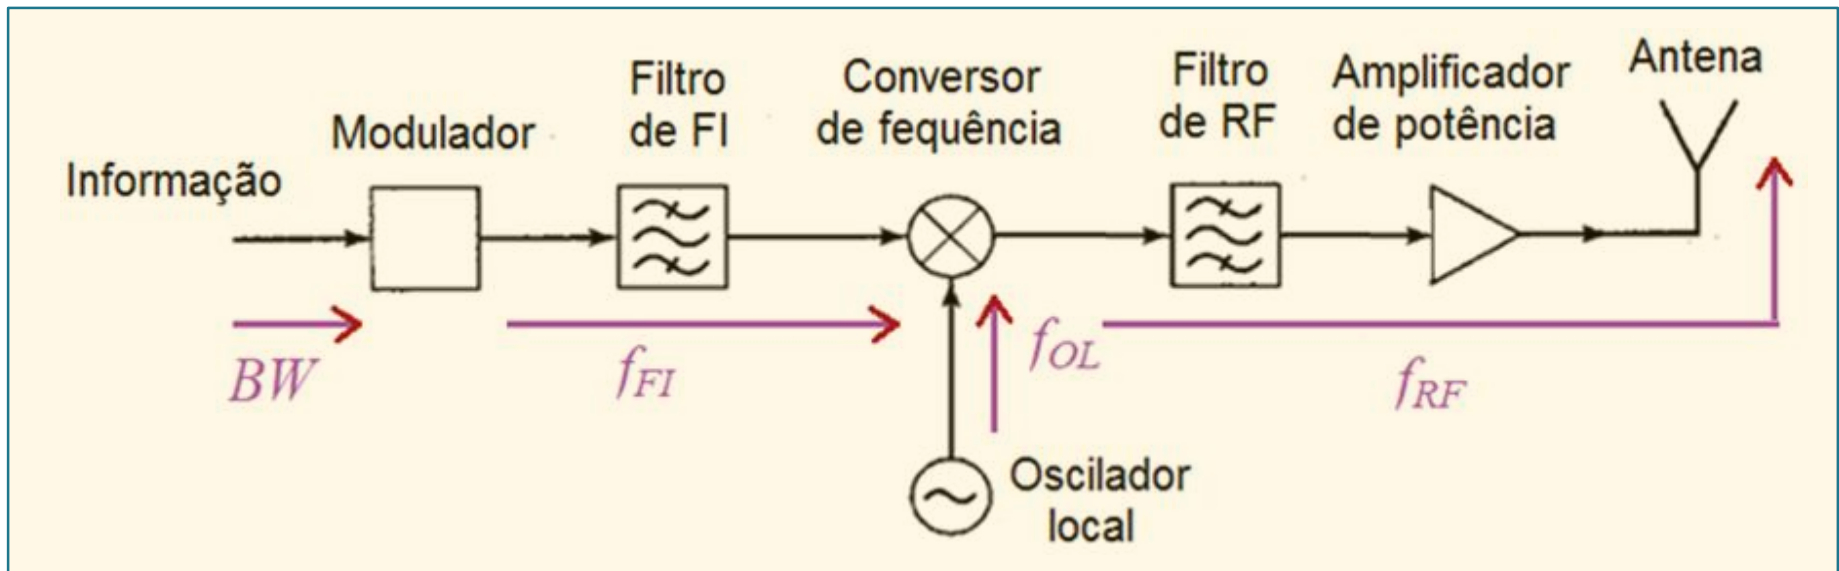 Informação
Modulador
Filtro
de FI
Conversor
de fequência
Filtro
de RF
Amplificador
de potência
Antena
BW
fFI
fOL
fRF
Oscilador
local